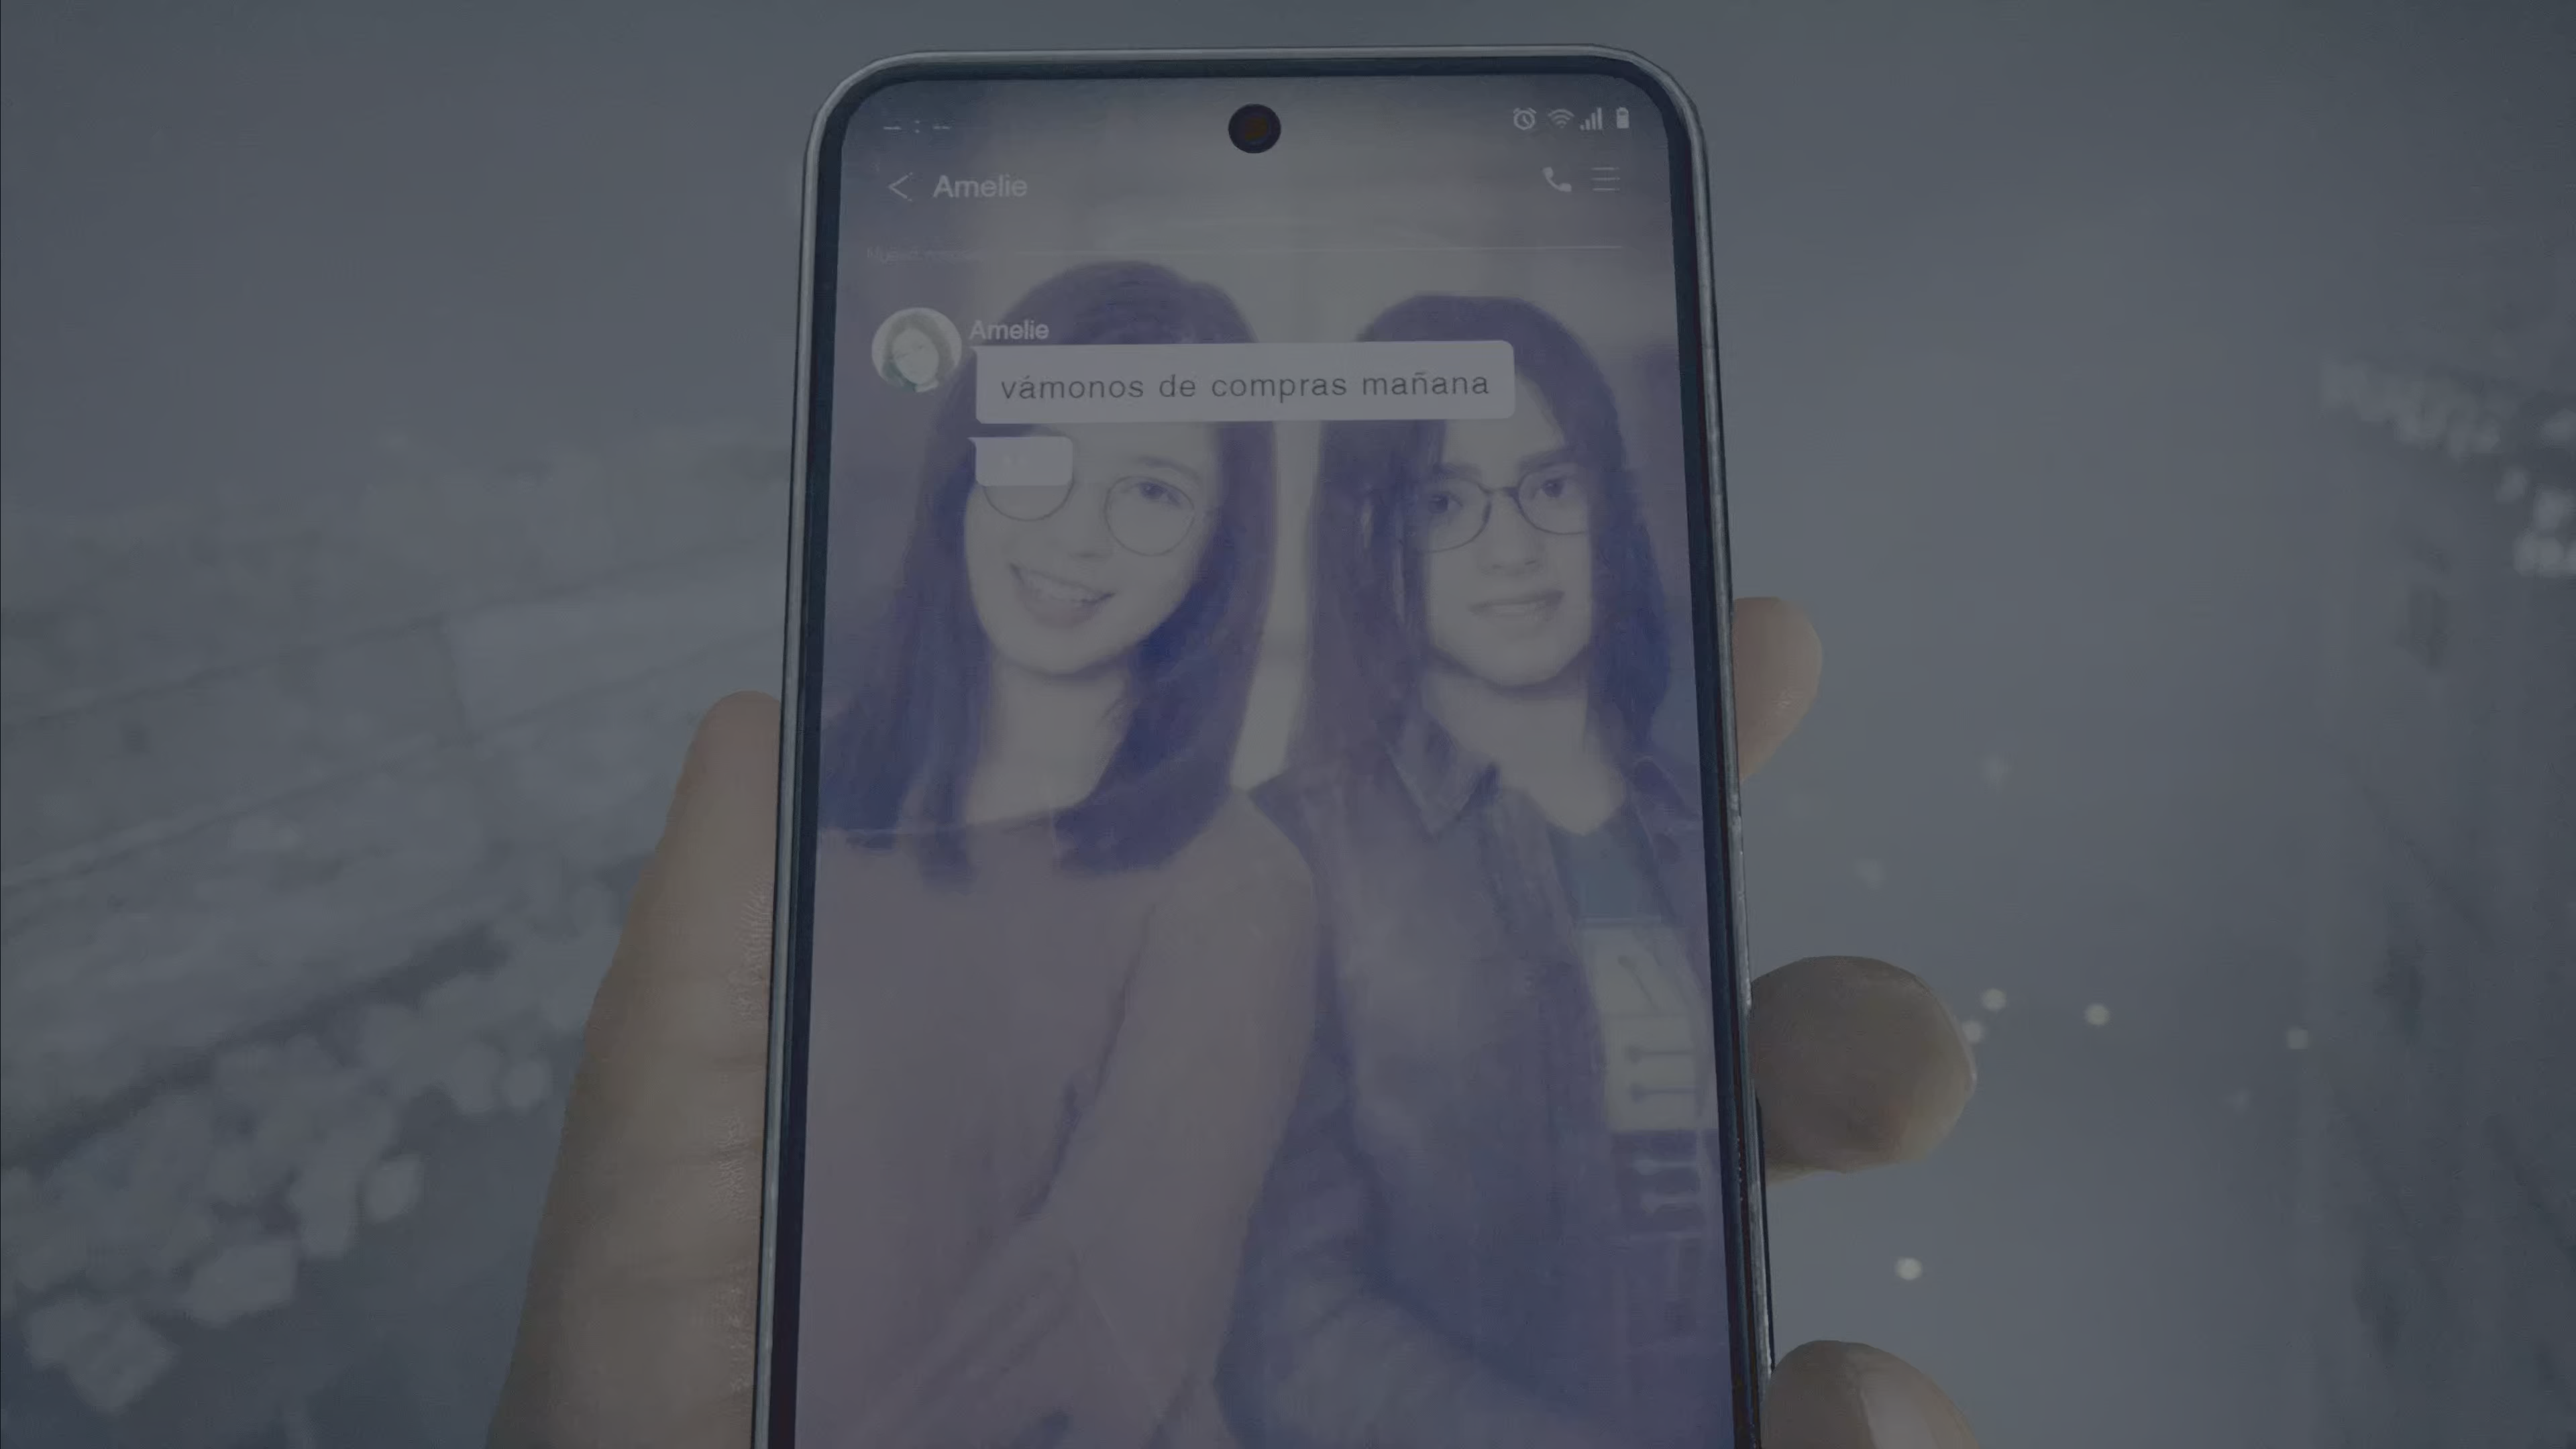 -- : --
Amelie
Amelie
vámonos de compras mañana